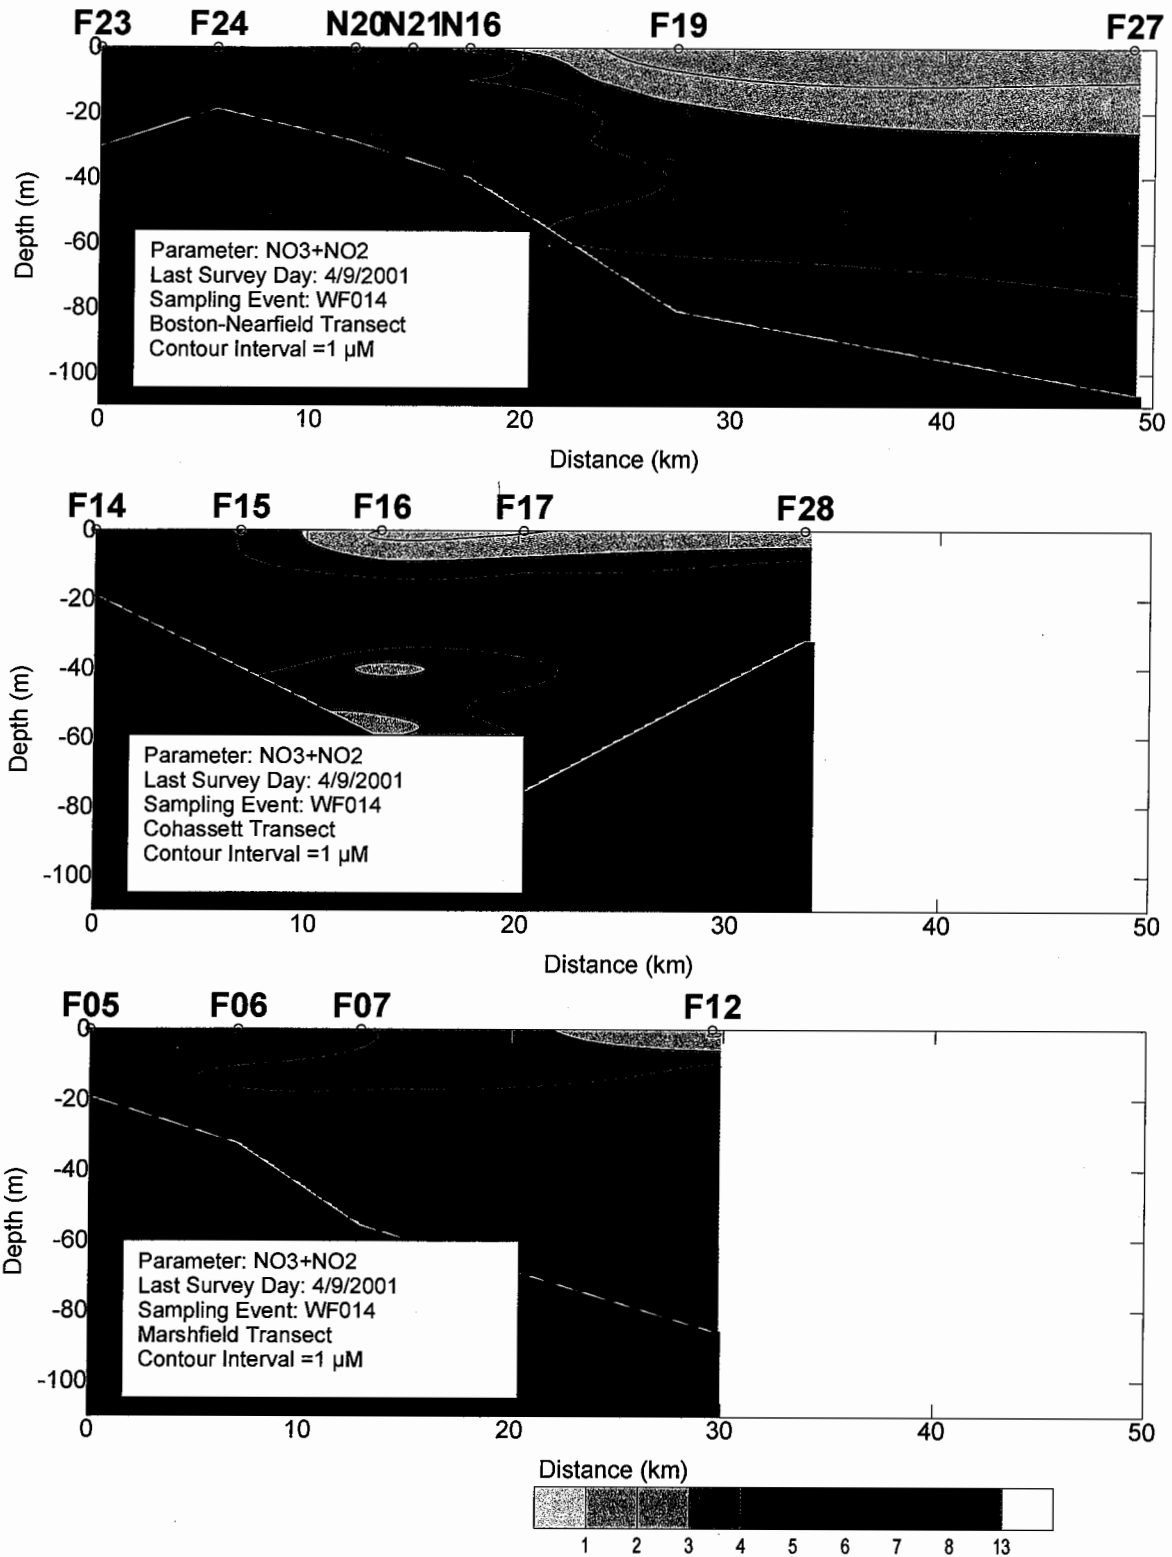 F23 F24 N20 N21 N16 F19 F27
0
-20
-40
-60
-80
-100
Depth (m)
Parameter: NO3+NO2
Last Survey Day: 4/9/2001
Sampling Event: WF014
Boston-Nearfield Transect
Contour Interval =1 µM
0 10 20 30 40 50
Distance (km)
F14 F15 F16 F17 F28
0
-20
-40
-60
-80
-100
Depth (m)
Parameter: NO3+NO2
Last Survey Day: 4/9/2001
Sampling Event: WF014
Cohassett Transect
Contour Interval =1 µM
0 10 20 30 40 50
Distance (km)
F05 F06 F07 F12
0
-20
-40
-60
-80
-100
Depth (m)
Parameter: NO3+NO2
Last Survey Day: 4/9/2001
Sampling Event: WF014
Marshfield Transect
Contour Interval =1 µM
0 10 20 30 40 50
Distance (km)
1 2 3 4 5 6 7 8 13